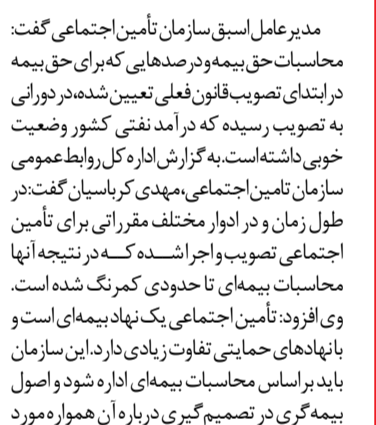 مدیرعامل اسبق سازمان تأمین اجتماعی گفت:
محاسبات حق بیمه و درصدهایی که برای حق بیمه
در ابتدای تصویب قانون فعلی تعیین شده، در دورانی
به تصویب رسیده که درآمد نفتی کشور وضعیت
خوبی داشته است. به گزارش اداره کل روابط عمومی
سازمان تامین اجتماعی، مهدی کرباسیان گفت: در
طول زمان و در ادوار مختلف مقرراتی برای تأمین
اجتماعی تصویب و اجرا شــده کــه در نتیجه آنها
محاسبات بیمه‌ای تا حدودی کمرنگ شده است.
وی افزود: تأمین اجتماعی یک نهاد بیمه‌ای است و
با نهادهای حمایتی تفاوت زیادی دارد. این سازمان
باید بر اساس محاسبات بیمه‌ای اداره شود و اصول
بیمه گری در تصمیم گیری درباره آن همواره مورد